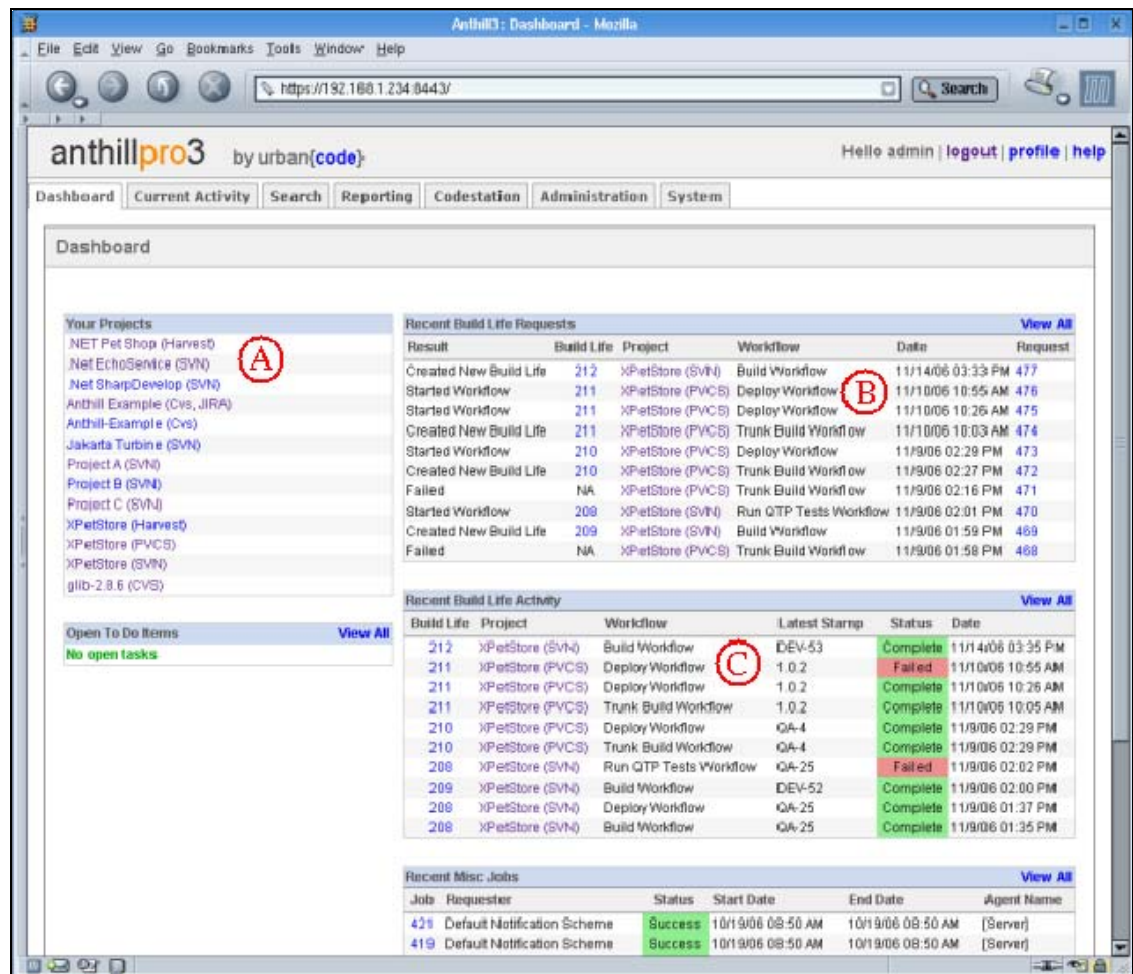 Anthill3: Dashboard - Mozilla
File Edit View Go Bookmarks Tools Window Help
https://192.168.1.234:8443/ Search
anthillpro3 by urban{code} Hello admin | logout | profile | help
Dashboard Current Activity Search Reporting Codestation Administration System
Dashboard
Your Projects
.NET Pet Shop (Harvest)
.Net EchoService (SVN)
.Net SharpDevelop (SVN)
Anthill Example (Cvs, JIRA)
Anthill-Example (Cvs)
Jakarta Turbine (SVN)
Project A (SVN)
Project B (SVN)
Project C (SVN)
XPetStore (Harvest)
XPetStore (PVCS)
XPetStore (SVN)
glib-2.8.6 (CVS)
A
Open To Do Items View All
No open tasks
Recent Build Life Requests View All
Result Build Life Project Workflow Date Request
Created New Build Life 212 XPetStore (SVN) Build Workflow 11/14/06 03:33 PM 477
Started Workflow 211 XPetStore (PVCS) Deploy Workflow 11/10/06 10:55 AM 476
Started Workflow 211 XPetStore (PVCS) Deploy Workflow 11/10/06 10:26 AM 475
Created New Build Life 211 XPetStore (PVCS) Trunk Build Workflow 11/10/06 10:03 AM 474
Started Workflow 210 XPetStore (PVCS) Deploy Workflow 11/9/06 02:29 PM 473
Created New Build Life 210 XPetStore (PVCS) Trunk Build Workflow 11/9/06 02:27 PM 472
Failed NA XPetStore (PVCS) Trunk Build Workflow 11/9/06 02:16 PM 471
Started Workflow 208 XPetStore (SVN) Run QTP Tests Workflow 11/9/06 02:01 PM 470
Created New Build Life 209 XPetStore (SVN) Build Workflow 11/9/06 01:59 PM 469
Failed NA XPetStore (PVCS) Trunk Build Workflow 11/9/06 01:58 PM 468
B
Recent Build Life Activity View All
Build Life Project Workflow Latest Stamp Status Date
212 XPetStore (SVN) Build Workflow DEV-53 Complete 11/14/06 03:35 PM
211 XPetStore (PVCS) Deploy Workflow 1.0.2 Failed 11/10/06 10:55 AM
211 XPetStore (PVCS) Deploy Workflow 1.0.2 Complete 11/10/06 10:26 AM
211 XPetStore (PVCS) Trunk Build Workflow 1.0.2 Complete 11/10/06 10:05 AM
210 XPetStore (PVCS) Deploy Workflow QA-4 Complete 11/9/06 02:29 PM
210 XPetStore (PVCS) Trunk Build Workflow QA-4 Complete 11/9/06 02:29 PM
208 XPetStore (SVN) Run QTP Tests Workflow QA-25 Failed 11/9/06 02:02 PM
209 XPetStore (SVN) Build Workflow DEV-52 Complete 11/9/06 02:00 PM
208 XPetStore (SVN) Deploy Workflow QA-25 Complete 11/9/06 01:37 PM
208 XPetStore (SVN) Build Workflow QA-25 Complete 11/9/06 01:35 PM
C
Recent Misc Jobs View All
Job Requester Status Start Date End Date Agent Name
421 Default Notification Scheme Success 10/19/06 08:50 AM 10/19/06 08:50 AM [Server]
419 Default Notification Scheme Success 10/19/06 08:50 AM 10/19/06 08:50 AM [Server]